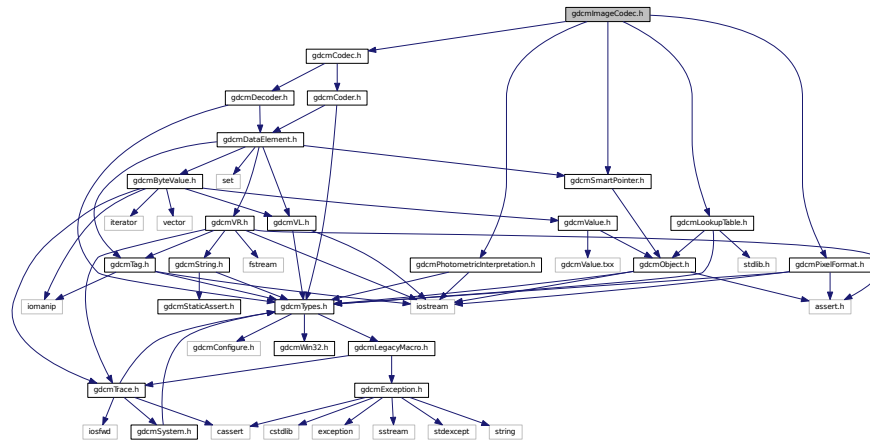 gdcmImageCodec.h
gdcmCodec.h
gdcmDecoder.h
gdcmCoder.h
gdcmDataElement.h
gdcmByteValue.h
set
gdcmSmartPointer.h
iterator
vector
gdcmVR.h
gdcmVL.h
gdcmValue.h
gdcmLookupTable.h
gdcmTag.h
gdcmString.h
fstream
gdcmPhotometricInterpretation.h
gdcmValue.txx
gdcmObject.h
stdlib.h
gdcmPixelFormat.h
iomanip
gdcmStaticAssert.h
gdcmTypes.h
iostream
assert.h
gdcmConfigure.h
gdcmWin32.h
gdcmLegacyMacro.h
gdcmTrace.h
gdcmException.h
iosfwd
gdcmSystem.h
cassert
cstdlib
exception
sstream
stdexcept
string